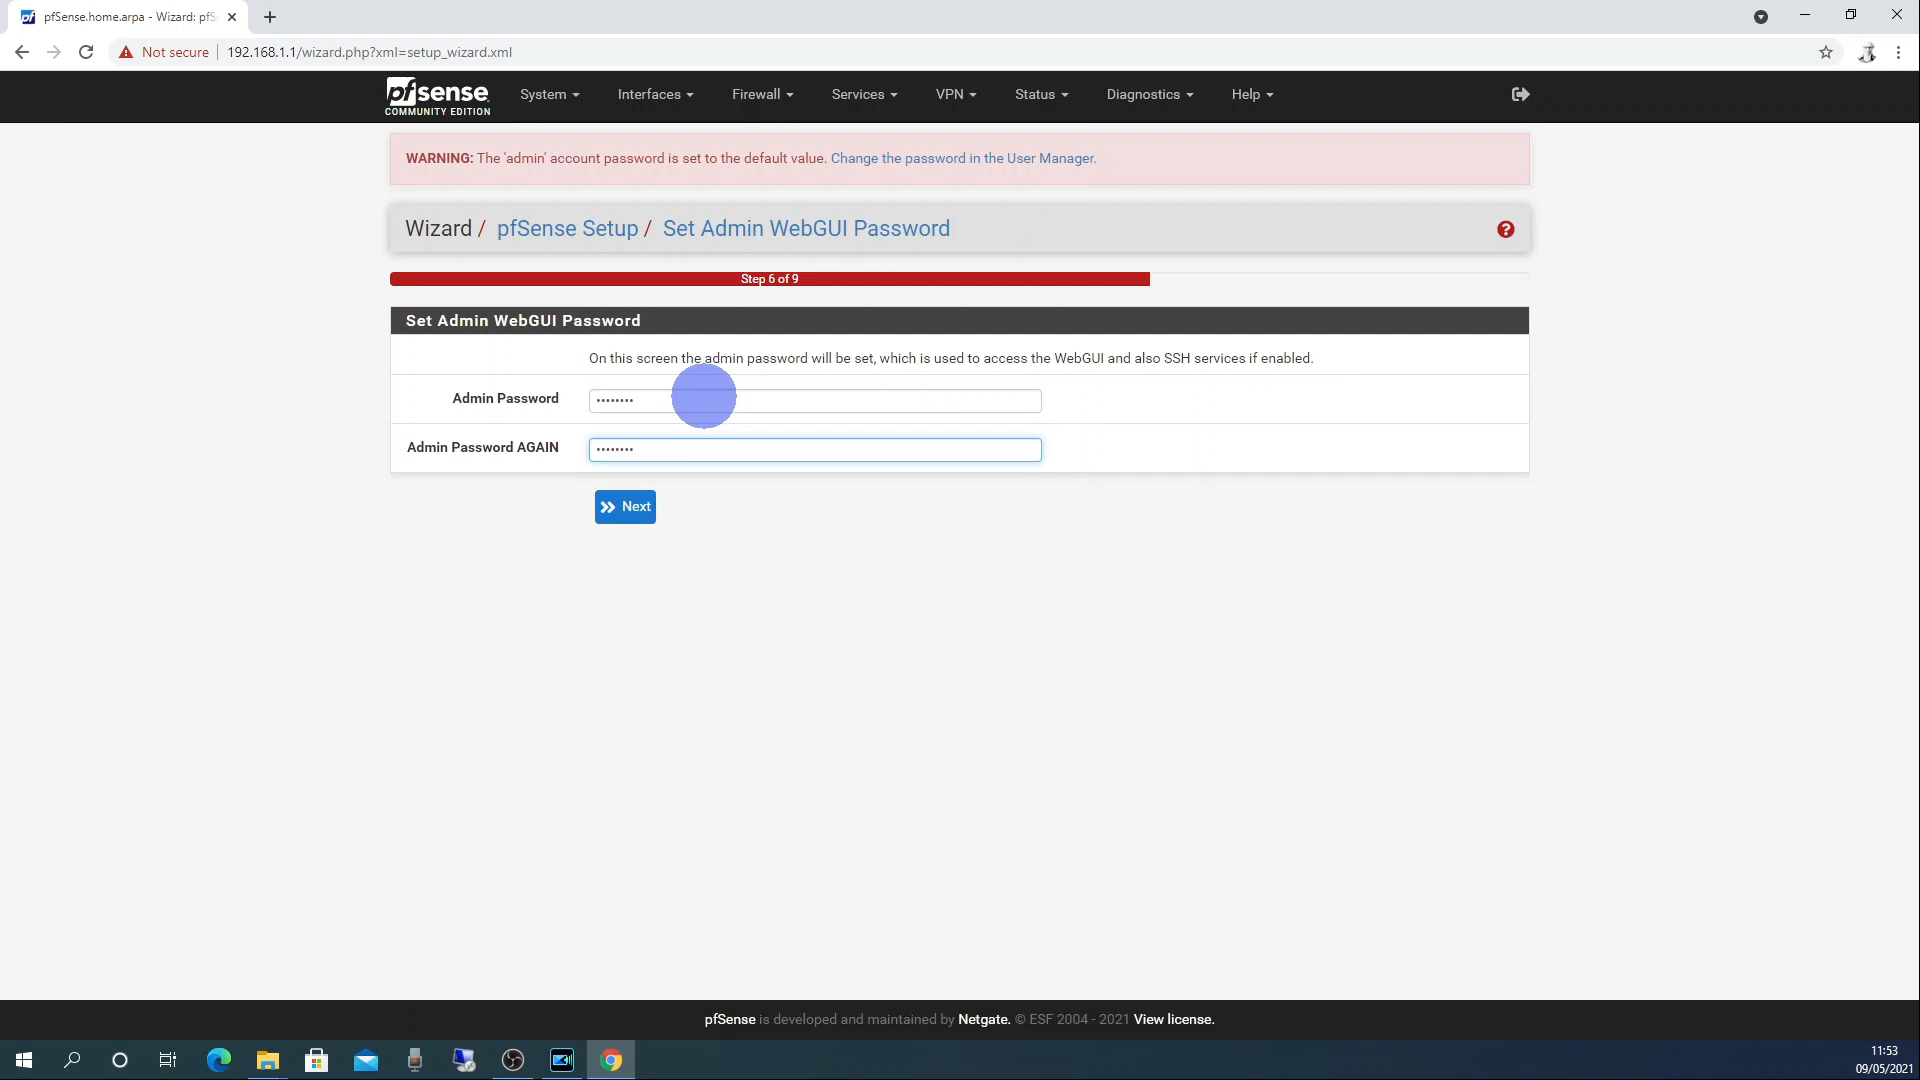 pfSense.home.arpa - Wizard: pfS
Not secure
192.168.1.1/wizard.php?xml=setup_wizard.xml
pfsense
COMMUNITY EDITION
System
Interfaces
Firewall
Services
VPN
Status
Diagnostics
Help
WARNING: The 'admin' account password is set to the default value. Change the password in the User Manager.
Wizard / pfSense Setup / Set Admin WebGUI Password
Step 6 of 9
Set Admin WebGUI Password
On this screen the admin password will be set, which is used to access the WebGUI and also SSH services if enabled.
Admin Password ••••••••
Admin Password AGAIN ••••••••
Next
pfSense is developed and maintained by Netgate. © ESF 2004 - 2021 View license.
11:53
09/05/2021